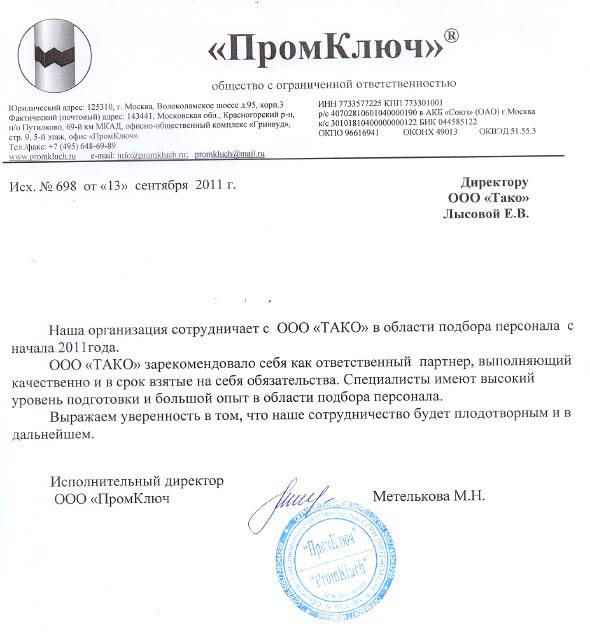 «ПромКлюч»®
общество с ограниченной ответственностью
Юридический адрес: 125310, г. Москва, Волоколамское шоссе д.95, корп.3
Фактический (почтовый) адрес: 143441, Московская обл., Красногорский р-н,
п/о Путилково, 69-й км МКАД, офисно-общественный комплекс «Гринвуд»,
стр. 9, 5-й этаж, офис «ПромКлюч»
Тел./факс: +7 (495) 648-69-89
www.promkluch.ru e-mail: info@promkluch.ru; promkluch@mail.ru
ИНН 7733577225 КПП 773301001
р/с 40702810601040000190 в АКБ «Союз» (ОАО) г.Москва
к/с 30101810400000000122 БИК 044585122
ОКПО 96616941 ОКОНХ 49013 ОКВЭД 51.55.3
Исх. № 698 от «13» сентября 2011 г.
Директору
ООО «Тако»
Лысовой Е.В.
Наша организация сотрудничает с ООО «ТАКО» в области подбора персонала с
начала 2011года.
ООО «ТАКО» зарекомендовало себя как ответственный партнер, выполняющий
качественно и в срок взятые на себя обязательства. Специалисты имеют высокий
уровень подготовки и большой опыт в области подбора персонала.
Выражаем уверенность в том, что наше сотрудничество будет плодотворным и в
дальнейшем.
Исполнительный директор
ООО «ПромКлюч
Метелькова М.Н.
"ПромКлюч"
"PromKluch"